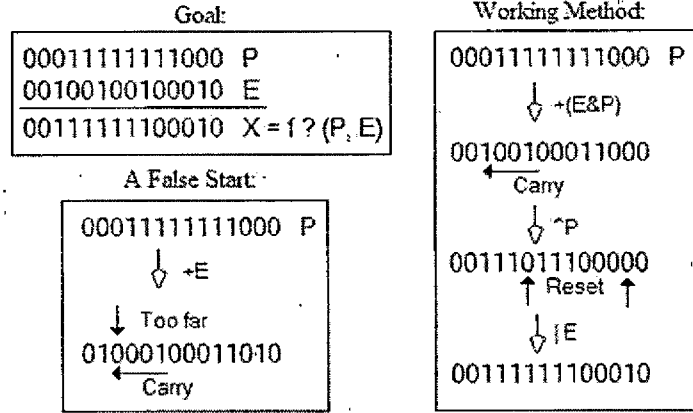 Goal:
00011111111000 P
00100100100010 E
00111111100010 X = f ? (P, E)
A False Start:
00011111111000 P
+E
Too far
01000100011010
Carry
Working Method:
00011111111000 P
+(E&P)
00100100011000
Carry
^P
00111011100000
Reset
|E
00111111100010